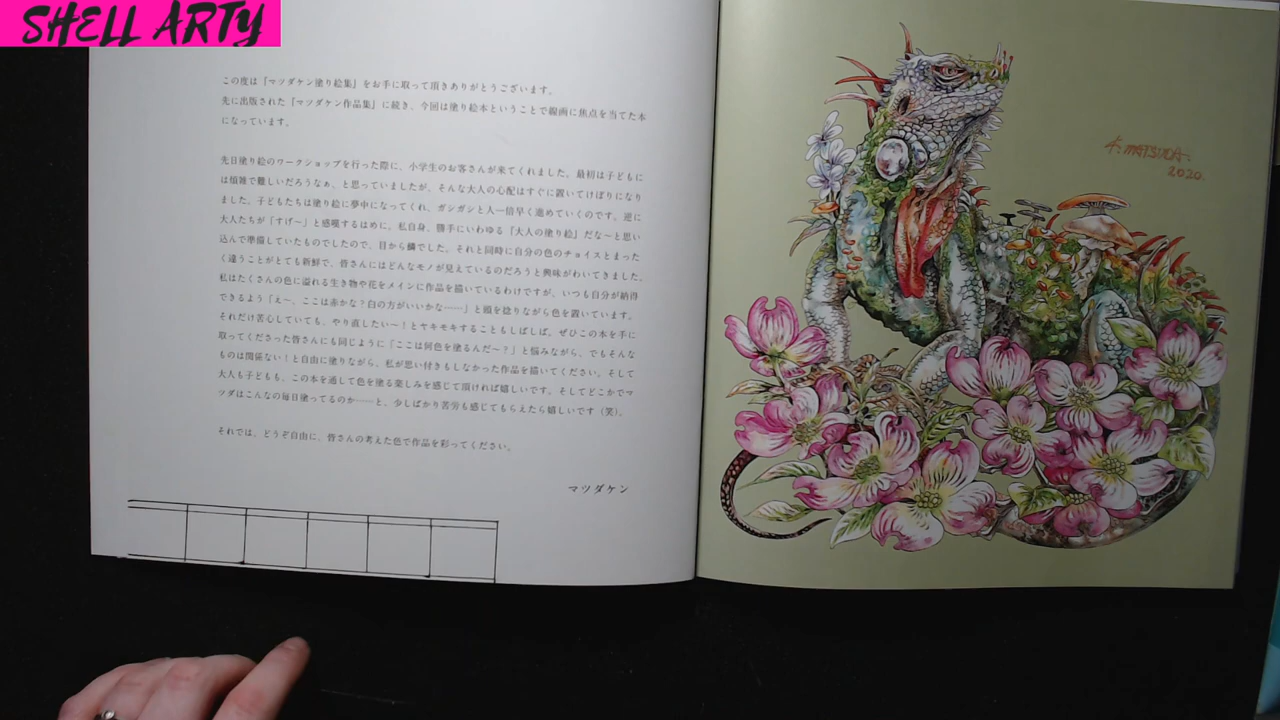 SHELL ARTY
この度は『マツダケン塗り絵集』をお手に取って頂きありがとうございます。
先に出版された『マツダケン作品集』に続き、今回は塗り絵本ということで線画に焦点を当てた本
になっています。
先日塗り絵のワークショップを行った際に、小学生のお客さんが来てくれました。最初は子どもに
は煩雑で難しいだろうなぁ、と思っていましたが、そんな大人の心配はすぐに置いてけぼりになり
ました。子どもたちは塗り絵に夢中になってくれ、ガシガシと人一倍早く進めていくのです。逆に
大人たちが「すげ〜」と感嘆するはめに。私自身、勝手にいわゆる『大人の塗り絵』だな〜と思い
込んで準備していたものでしたので、目から鱗でした。それと同時に自分の色のチョイスとまった
く違うことがとても新鮮で、皆さんにはどんなモノが見えているのだろうと興味がわいてきました。
私はたくさんの色に溢れる生き物や花をメインに作品を描いているわけですが、いつも自分が納得
できるよう「え〜、ここは赤かな？白の方がいいかな……」と頭を捻りながら色を置いています。
それだけ苦心していても、やり直したい〜！とヤキモキすることもしばしば。ぜひこの本を手に
取ってくださった皆さんにも同じように「ここは何色を塗るんだ〜？」と悩みながら、でもそんな
ものは関係ない！と自由に塗りながら、私が思い付きもしなかった作品を描いてください。そして
大人も子どもも、この本を通して色を塗る楽しみを感じて頂ければ嬉しいです。そしてどこかでマ
ツダはこんなの毎日塗ってるのか……と、少しばかり苦労も感じてもらえたら嬉しいです（笑）。
それでは、どうぞ自由に、皆さんの考えた色で作品を彩ってください。
マツダケン
K. MATSUDA.
2020.